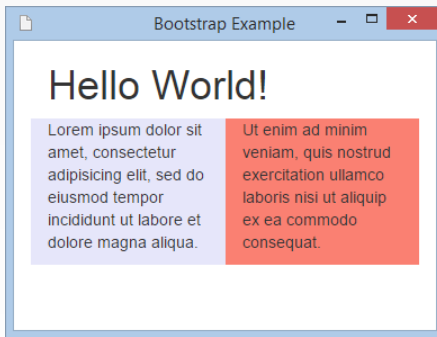 Bootstrap Example
Hello World!
Lorem ipsum dolor sit
amet, consectetur
adipisicing elit, sed do
eiusmod tempor
incididunt ut labore et
dolore magna aliqua.
Ut enim ad minim
veniam, quis nostrud
exercitation ullamco
laboris nisi ut aliquip
ex ea commodo
consequat.